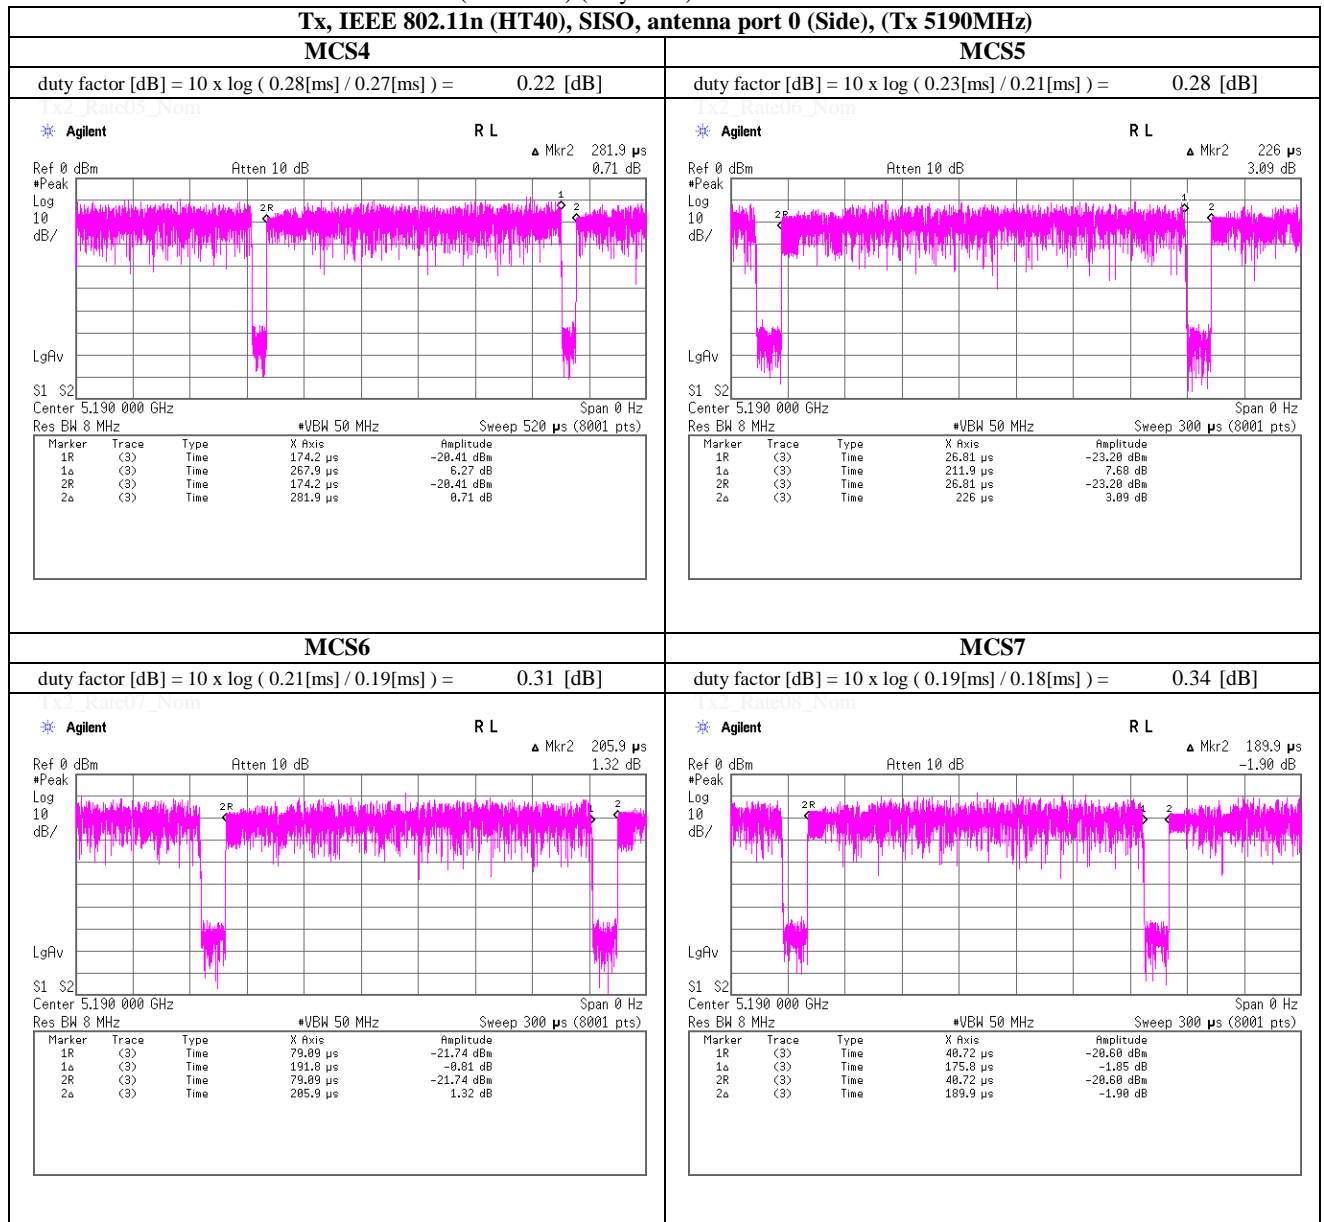 Tx, IEEE 802.11n (HT40), SISO, antenna port 0 (Side), (Tx 5190MHz)
MCS4
duty factor [dB] = 10 x log ( 0.28[ms] / 0.27[ms] ) = 0.22 [dB]
Tx2_Rate05_Nom
Agilent R L
Δ Mkr2 281.9 µs
Ref 0 dBm Atten 10 dB 0.71 dB
#Peak
Log
10
dB/
2R
1
2
LgAv
S1 S2
Center 5.190 000 GHz Span 0 Hz
Res BW 8 MHz #VBW 50 MHz Sweep 520 µs (8001 pts)
Marker Trace Type X Axis Amplitude
1R (3) Time 174.2 µs -20.41 dBm
1Δ (3) Time 267.9 µs 6.27 dB
2R (3) Time 174.2 µs -20.41 dBm
2Δ (3) Time 281.9 µs 0.71 dB
MCS5
duty factor [dB] = 10 x log ( 0.23[ms] / 0.21[ms] ) = 0.28 [dB]
Tx2_Rate06_Nom
Agilent R L
Δ Mkr2 226 µs
Ref 0 dBm Atten 10 dB 3.09 dB
#Peak
Log
10
dB/
2R
1
2
LgAv
S1 S2
Center 5.190 000 GHz Span 0 Hz
Res BW 8 MHz #VBW 50 MHz Sweep 300 µs (8001 pts)
Marker Trace Type X Axis Amplitude
1R (3) Time 26.81 µs -23.20 dBm
1Δ (3) Time 211.9 µs 7.68 dB
2R (3) Time 26.81 µs -23.20 dBm
2Δ (3) Time 226 µs 3.09 dB
MCS6
duty factor [dB] = 10 x log ( 0.21[ms] / 0.19[ms] ) = 0.31 [dB]
Tx2_Rate07_Nom
Agilent R L
Δ Mkr2 205.9 µs
Ref 0 dBm Atten 10 dB 1.32 dB
#Peak
Log
10
dB/
2R
1
2
LgAv
S1 S2
Center 5.190 000 GHz Span 0 Hz
Res BW 8 MHz #VBW 50 MHz Sweep 300 µs (8001 pts)
Marker Trace Type X Axis Amplitude
1R (3) Time 79.09 µs -21.74 dBm
1Δ (3) Time 191.8 µs -0.81 dB
2R (3) Time 79.09 µs -21.74 dBm
2Δ (3) Time 205.9 µs 1.32 dB
MCS7
duty factor [dB] = 10 x log ( 0.19[ms] / 0.18[ms] ) = 0.34 [dB]
Tx2_Rate08_Nom
Agilent R L
Δ Mkr2 189.9 µs
Ref 0 dBm Atten 10 dB -1.90 dB
#Peak
Log
10
dB/
2R
1
2
LgAv
S1 S2
Center 5.190 000 GHz Span 0 Hz
Res BW 8 MHz #VBW 50 MHz Sweep 300 µs (8001 pts)
Marker Trace Type X Axis Amplitude
1R (3) Time 40.72 µs -20.60 dBm
1Δ (3) Time 175.8 µs -1.85 dB
2R (3) Time 40.72 µs -20.60 dBm
2Δ (3) Time 189.9 µs -1.90 dB